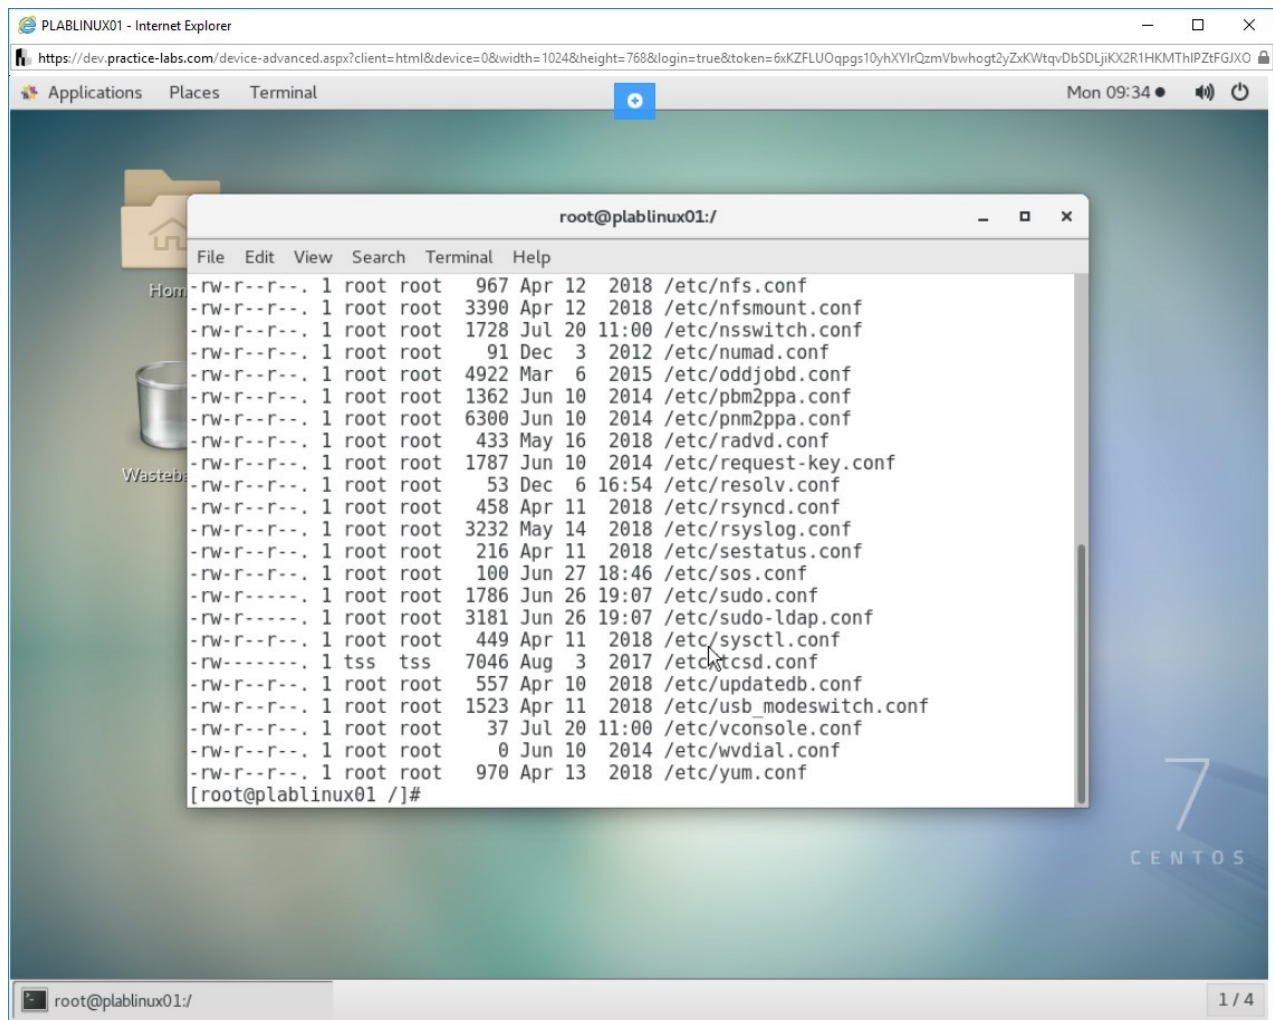 PLABLINUX01 - Internet Explorer
https://dev.practice-labs.com/device-advanced.aspx?client=html&device=0&width=1024&height=768&login=true&token=6xKZFLUOqpgs10yhXYIrQzmVbwhogt2yZxKWtqvDbSDLjiKX2R1HKMThIPZtFGJXO
Applications Places Terminal Mon 09:34
root@plablinux01:/
File Edit View Search Terminal Help
Hom
Wasteb
-rw-r--r--. 1 root root   967 Apr 12  2018 /etc/nfs.conf
-rw-r--r--. 1 root root  3390 Apr 12  2018 /etc/nfsmount.conf
-rw-r--r--. 1 root root  1728 Jul 20 11:00 /etc/nsswitch.conf
-rw-r--r--. 1 root root    91 Dec  3  2012 /etc/numad.conf
-rw-r--r--. 1 root root  4922 Mar  6  2015 /etc/oddjobd.conf
-rw-r--r--. 1 root root  1362 Jun 10  2014 /etc/pbm2ppa.conf
-rw-r--r--. 1 root root  6300 Jun 10  2014 /etc/pnm2ppa.conf
-rw-r--r--. 1 root root   433 May 16  2018 /etc/radvd.conf
-rw-r--r--. 1 root root  1787 Jun 10  2014 /etc/request-key.conf
-rw-r--r--. 1 root root    53 Dec  6 16:54 /etc/resolv.conf
-rw-r--r--. 1 root root   458 Apr 11  2018 /etc/rsyncd.conf
-rw-r--r--. 1 root root  3232 May 14  2018 /etc/rsyslog.conf
-rw-r--r--. 1 root root   216 Apr 11  2018 /etc/sestatus.conf
-rw-r--r--. 1 root root   100 Jun 27 18:46 /etc/sos.conf
-rw-r-----. 1 root root  1786 Jun 26 19:07 /etc/sudo.conf
-rw-r-----. 1 root root  3181 Jun 26 19:07 /etc/sudo-ldap.conf
-rw-r--r--. 1 root root   449 Apr 11  2018 /etc/sysctl.conf
-rw-------. 1 tss  tss   7046 Aug  3  2017 /etc/tcsd.conf
-rw-r--r--. 1 root root   557 Apr 10  2018 /etc/updatedb.conf
-rw-r--r--. 1 root root  1523 Apr 11  2018 /etc/usb_modeswitch.conf
-rw-r--r--. 1 root root    37 Jul 20 11:00 /etc/vconsole.conf
-rw-r--r--. 1 root root     0 Jun 10  2014 /etc/wvdial.conf
-rw-r--r--. 1 root root   970 Apr 13  2018 /etc/yum.conf
[root@plablinux01 /]#
7
CENTOS
root@plablinux01:/
1 / 4